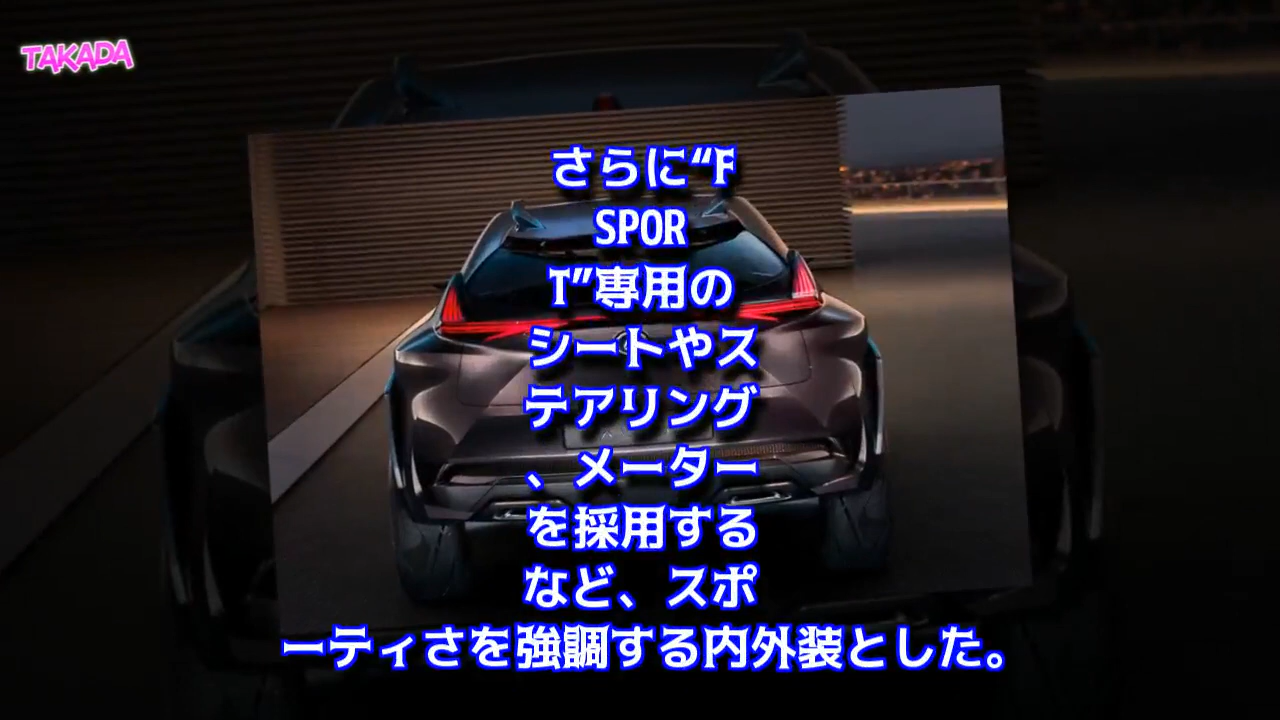 TAKADA
さらに“F
SPOR
T”専用の
シートやス
テアリング
、メーター
を採用する
など、スポ
ーティさを強調する内外装とした。